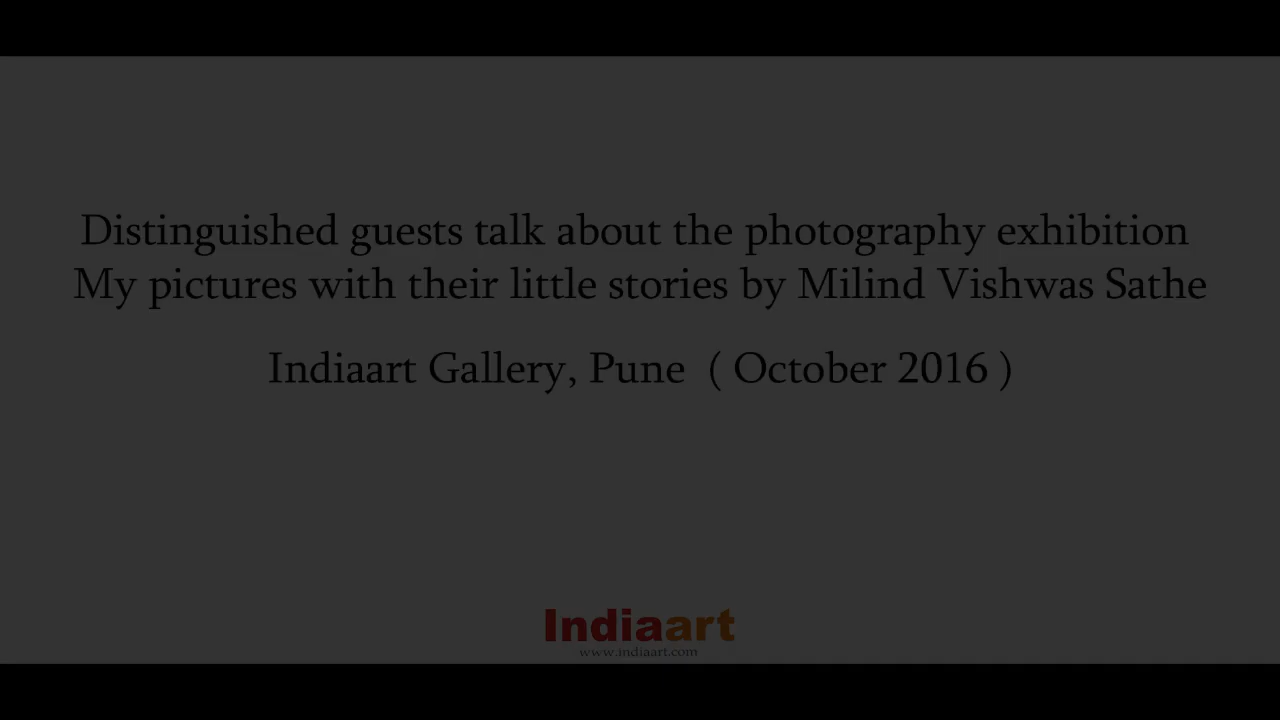 Distinguished guests talk about the photography exhibition
My pictures with their little stories by Milind Vishwas Sathe
Indiaart Gallery, Pune ( October 2016 )
Indiaart
www.indiaart.com